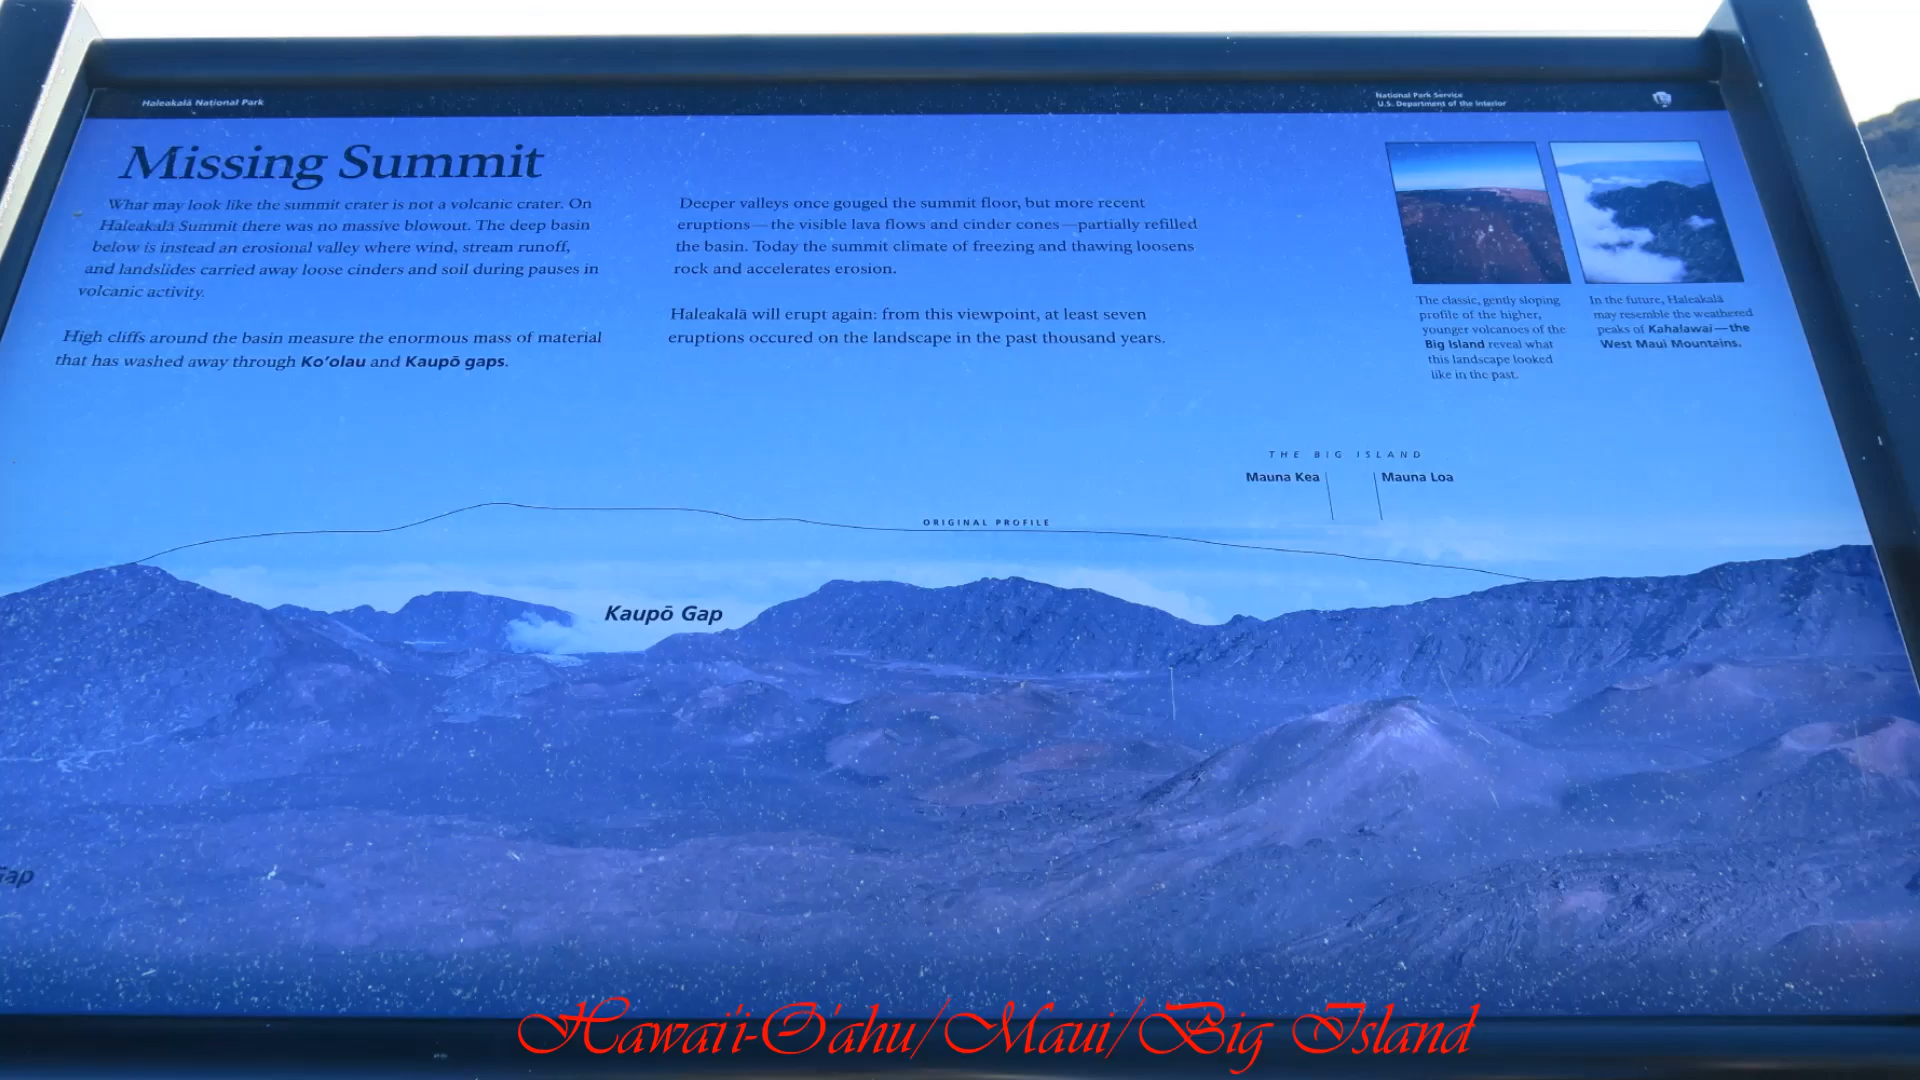 Haleakalā National Park
National Park Service
U.S. Department of the Interior
Missing Summit
What may look like the summit crater is not a volcanic crater. On
Haleakalā Summit there was no massive blowout. The deep basin
below is instead an erosional valley where wind, stream runoff,
and landslides carried away loose cinders and soil during pauses in
volcanic activity.
High cliffs around the basin measure the enormous mass of material
that has washed away through Ko'olau and Kaupō gaps.
Deeper valleys once gouged the summit floor, but more recent
eruptions—the visible lava flows and cinder cones—partially refilled
the basin. Today the summit climate of freezing and thawing loosens
rock and accelerates erosion.
Haleakalā will erupt again: from this viewpoint, at least seven
eruptions occured on the landscape in the past thousand years.
The classic, gently sloping
profile of the higher,
younger volcanoes of the
Big Island reveal what
this landscape looked
like in the past.
In the future, Haleakalā
may resemble the weathered
peaks of Kahalawai—the
West Maui Mountains.
THE BIG ISLAND
Mauna Kea
Mauna Loa
ORIGINAL PROFILE
Kaupō Gap
Gap
Hawai'i-O'ahu/Maui/Big Island